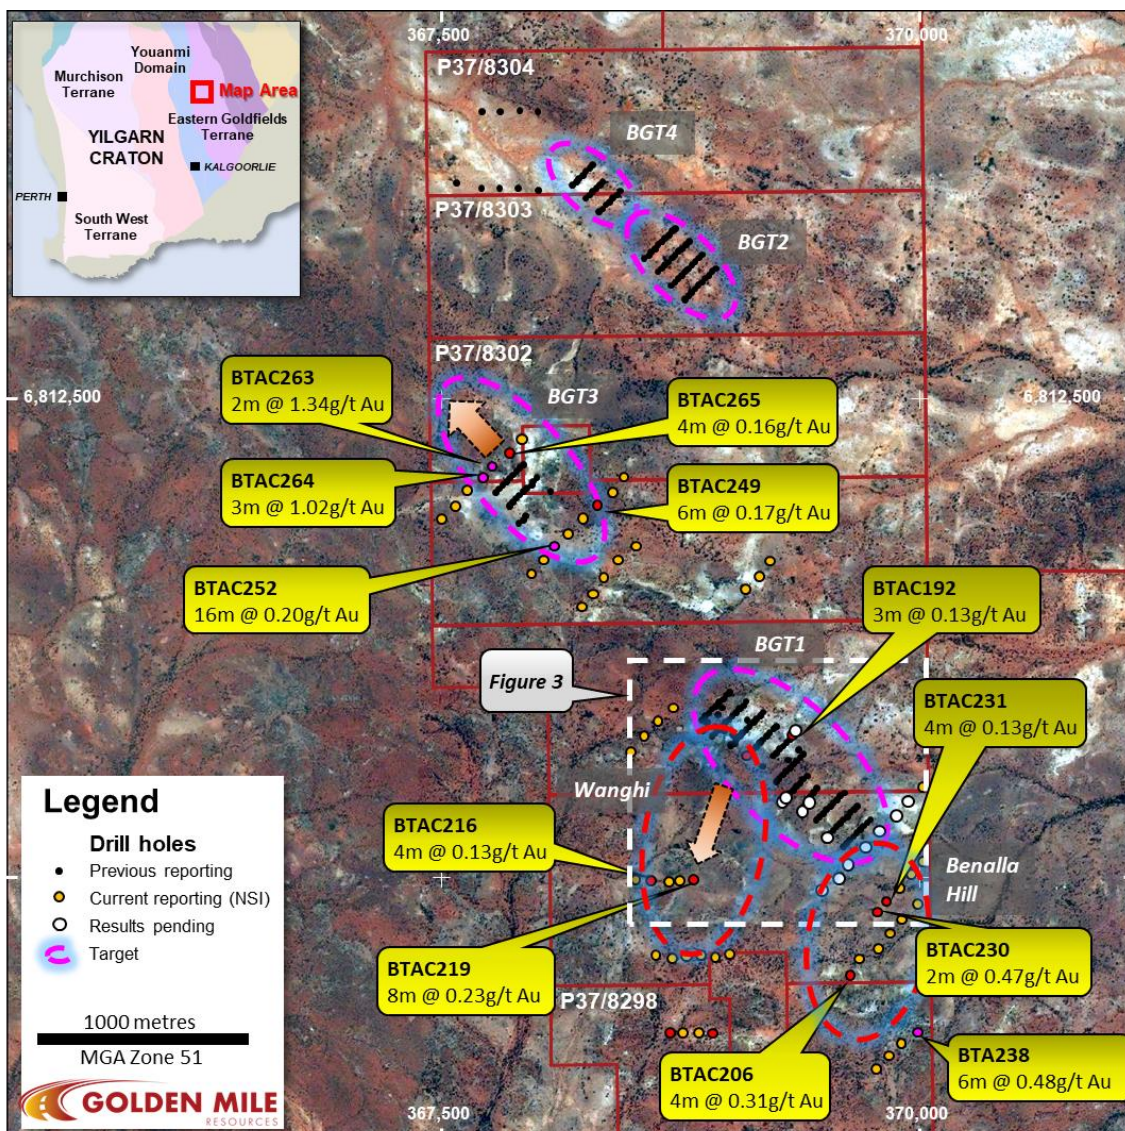 367,500
370,000
Youanmi
Domain
Murchison
Terrane
Map Area
Eastern Goldfields
Terrane
YILGARN
CRATON
KALGOORLIE
PERTH
South West
Terrane
P37/8304
BGT4
P37/8303
BGT2
P37/8302
BGT3
6,812,500
6,812,500
BTAC263
2m @ 1.34g/t Au
BTAC265
4m @ 0.16g/t Au
BTAC264
3m @ 1.02g/t Au
BTAC249
6m @ 0.17g/t Au
BTAC252
16m @ 0.20g/t Au
BTAC192
3m @ 0.13g/t Au
BGT1
Figure 3
BTAC231
4m @ 0.13g/t Au
Wanghi
BTAC216
4m @ 0.13g/t Au
Benalla
Hill
BTAC219
8m @ 0.23g/t Au
BTAC230
2m @ 0.47g/t Au
P37/8298
BTAC206
4m @ 0.31g/t Au
BTA238
6m @ 0.48g/t Au
Legend
Drill holes
Previous reporting
Current reporting (NSI)
Results pending
Target
1000 metres
MGA Zone 51
GOLDEN MILE
RESOURCES
367,500
370,000